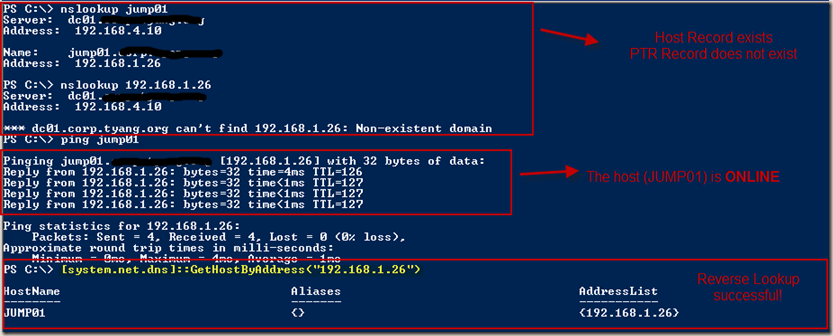 PS C:\> nslookup jump01
Server: dc01.
Address: 192.168.4.10
Name: jump01.
Address: 192.168.1.26
Host Record exists
PTR Record does not exist
PS C:\> nslookup 192.168.1.26
Server: dc01.
Address: 192.168.4.10
*** dc01.corp.tyang.org can't find 192.168.1.26: Non-existent domain
PS C:\> ping jump01
Pinging jump01. [192.168.1.26] with 32 bytes of data:
Reply from 192.168.1.26: bytes=32 time=4ms TTL=126
Reply from 192.168.1.26: bytes=32 time<1ms TTL=127
Reply from 192.168.1.26: bytes=32 time<1ms TTL=127
Reply from 192.168.1.26: bytes=32 time<1ms TTL=127
The host (JUMP01) is ONLINE
Ping statistics for 192.168.1.26:
Packets: Sent = 4, Received = 4, Lost = 0 (0% loss),
Approximate round trip times in milli-seconds:
Minimum = 0ms, Maximum = 4ms, Average = 1ms
PS C:\> [system.net.dns]::GetHostByAddress("192.168.1.26")
Reverse Lookup
successful!
HostName Aliases AddressList
-------- ------- -----------
JUMP01 {} {192.168.1.26}